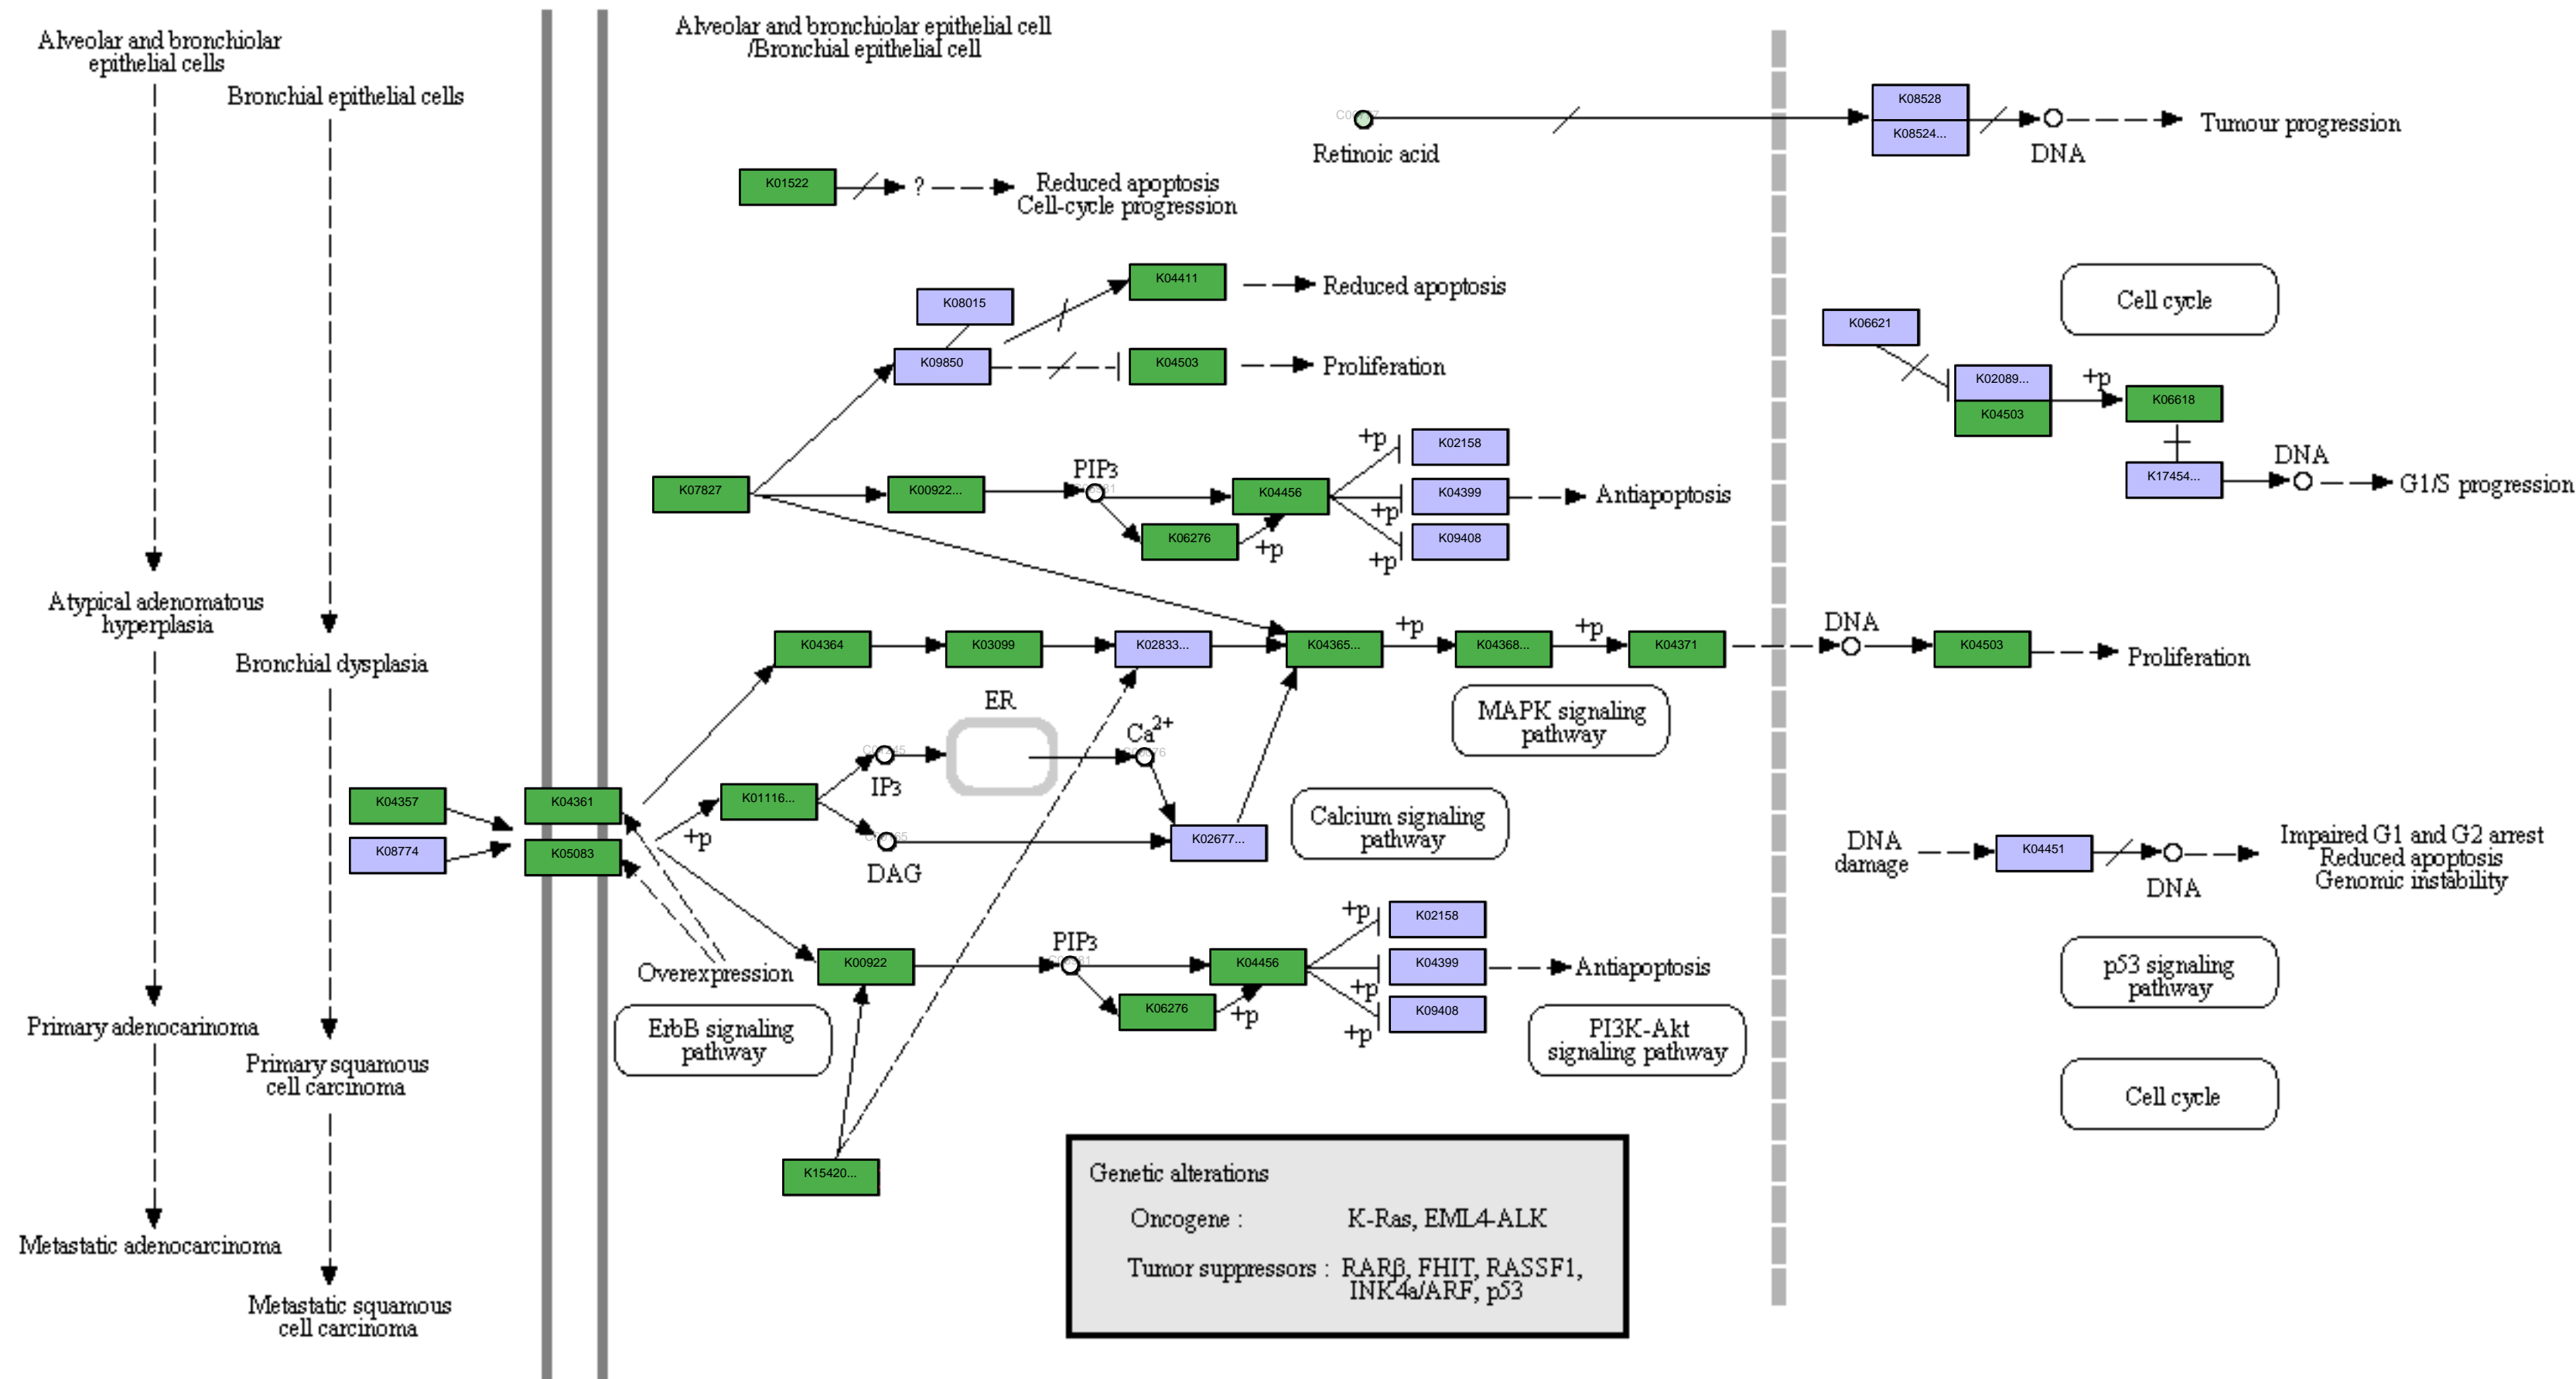 Alveolar and bronchiolar
epithelial cells
Bronchial epithelial cells
Atypical adenomatous
hyperplasia
Bronchial dysplasia
Primary adenocarinoma
Primary squamous
cell carcinoma
Metastatic adenocarcinoma
Metastatic squamous
cell carcinoma
Alveolar and bronchiolar epithelial cell
/Bronchial epithelial cell
Retinoic acid
K08528
K08524...
DNA
Tumour progression
K01522
?
Reduced apoptosis
Cell-cycle progression
K08015
K04411
Reduced apoptosis
K09850
K04503
Proliferation
Cell cycle
K06621
K02089...
K04503
+p
K06618
K17454...
DNA
G1/S progression
K07827
K00922...
PIP3
K04456
K06276
+p
+p
+p
+p
K02158
K04399
K09408
Antiapoptosis
K04364
K03099
K02833...
K04365...
+p
K04368...
+p
K04371
DNA
K04503
Proliferation
MAPK signaling
pathway
ER
Ca2+
IP3
DAG
K04357
K08774
K04361
K05083
+p
K01116...
K02677...
Calcium signaling
pathway
DNA
damage
K04451
DNA
Impaired G1 and G2 arrest
Reduced apoptosis
Genomic instability
Overexpression
K00922
PIP3
K04456
K06276
+p
+p
+p
+p
K02158
K04399
K09408
Antiapoptosis
ErbB signaling
pathway
PI3K-Akt
signaling pathway
p53 signaling
pathway
Cell cycle
K15420...
Genetic alterations
Oncogene : K-Ras, EML4-ALK
Tumor suppressors : RARβ, FHIT, RASSF1,
INK4a/ARF, p53